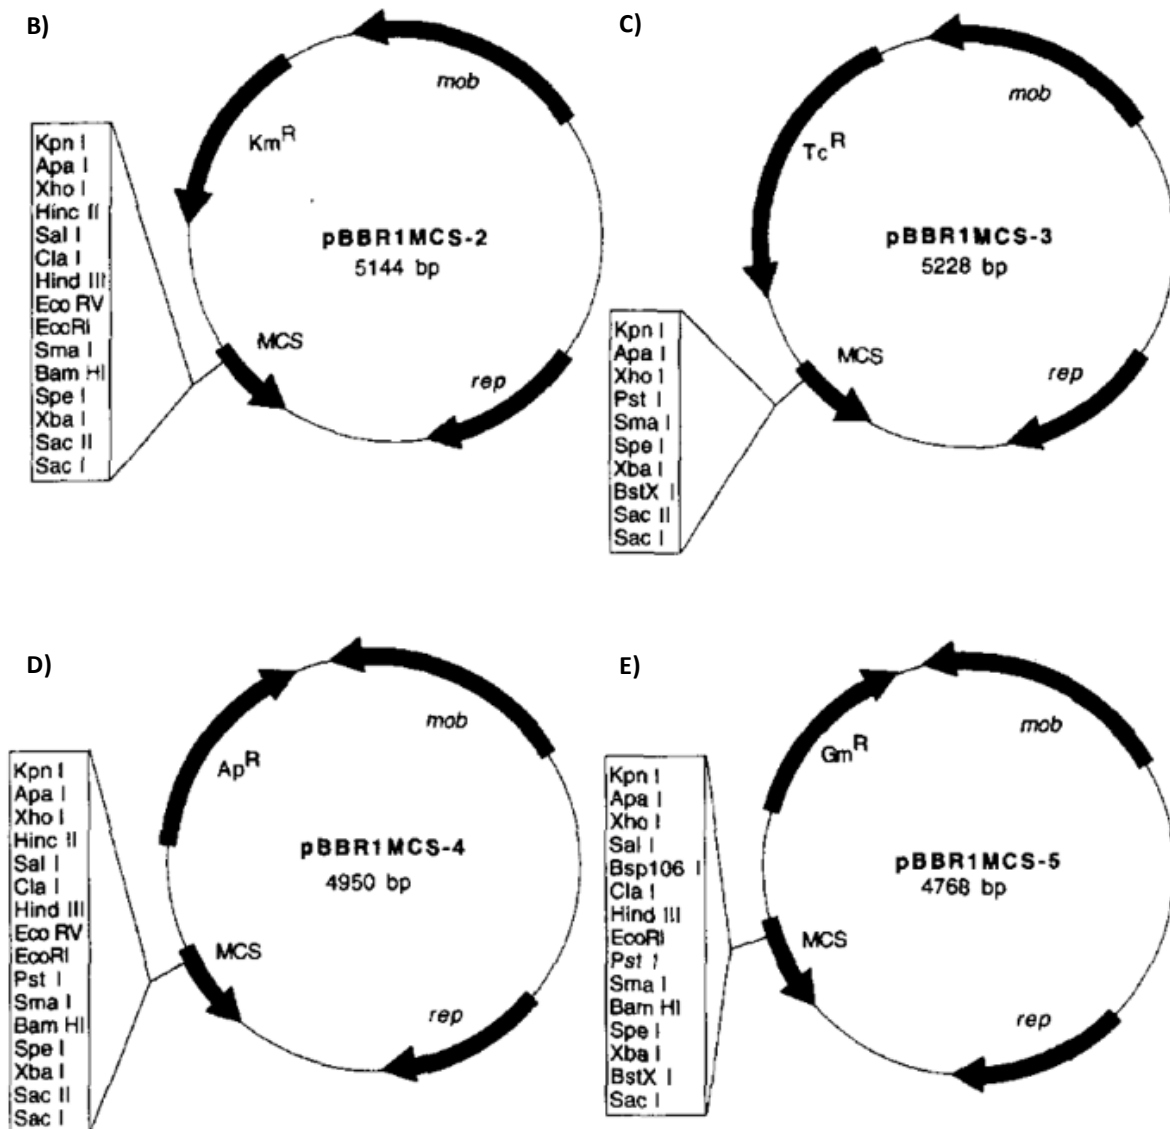 B)
mob
Km^R
Kpn I
Apa I
Xho I
Hinc II
Sal I
Cla I
Hind III
Eco RV
EcoRI
Sma I
Bam HI
Spe I
Xba I
Sac II
Sac I
pBBR1MCS-2
5144 bp
MCS
rep
C)
mob
Tc^R
pBBR1MCS-3
5228 bp
Kpn I
Apa I
Xho I
Pst I
Sma I
Spe I
Xba I
BstX I
Sac II
Sac I
MCS
rep
D)
mob
Ap^R
Kpn I
Apa I
Xho I
Hinc II
Sal I
Cla I
Hind III
Eco RV
EcoRI
Pst I
Sma I
Bam HI
Spe I
Xba I
Sac II
Sac I
pBBR1MCS-4
4950 bp
MCS
rep
E)
mob
Gm^R
Kpn I
Apa I
Xho I
Sal I
Bsp106 I
Cla I
Hind III
EcoRI
Pst I
Sma I
Bam HI
Spe I
Xba I
BstX I
Sac I
pBBR1MCS-5
4768 bp
MCS
rep